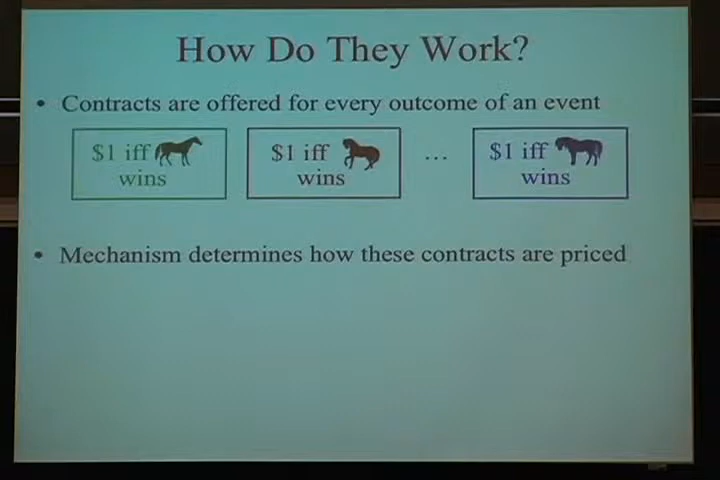 How Do They Work?
• Contracts are offered for every outcome of an event
$1 iff
wins
$1 iff
wins
...
$1 iff
wins
• Mechanism determines how these contracts are priced